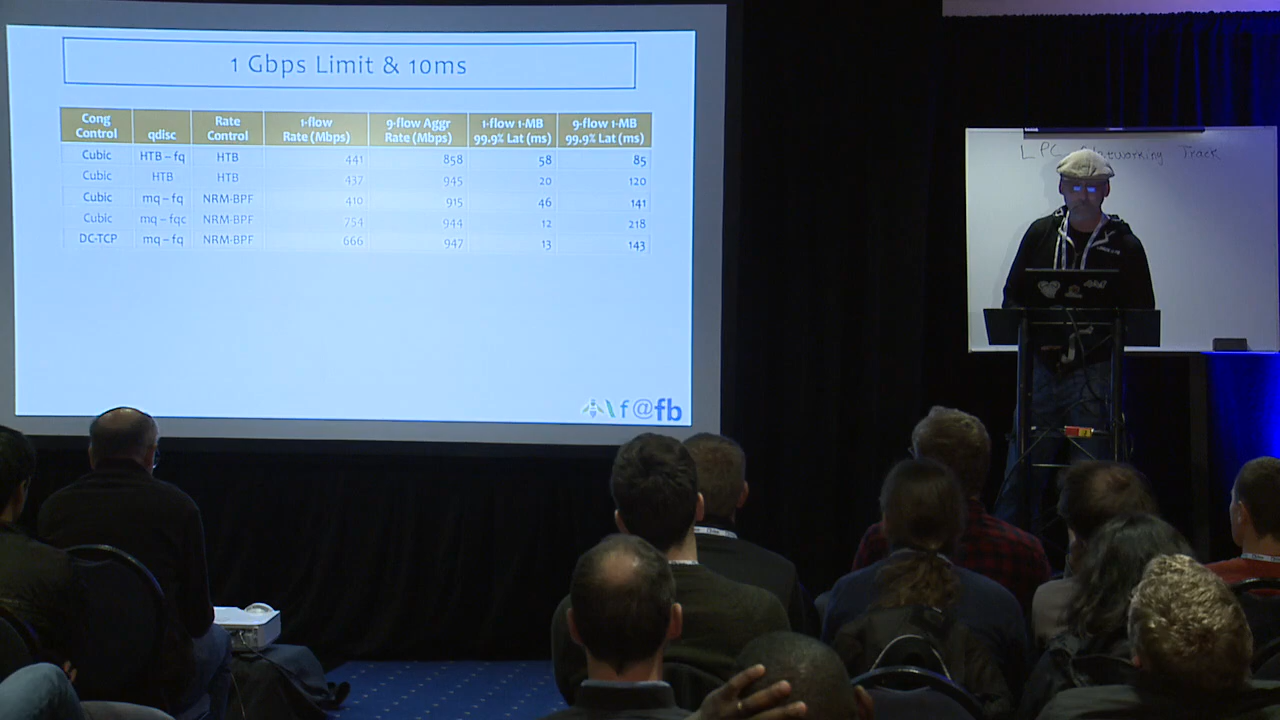 1 Gbps Limit & 10ms
Cong Control qdisc Rate Control 1-flow Rate (Mbps) 9-flow Aggr Rate (Mbps) 1-flow 1-MB 99.9% Lat (ms) 9-flow 1-MB 99.9% Lat (ms)
Cubic HTB – fq HTB 441 858 58 85
Cubic HTB HTB 437 945 20 120
Cubic mq – fq NRM-BPF 410 915 46 141
Cubic mq – fqc NRM-BPF 754 944 12 218
DC-TCP mq – fq NRM-BPF 666 947 13 143
f@fb
LPC Networking Track